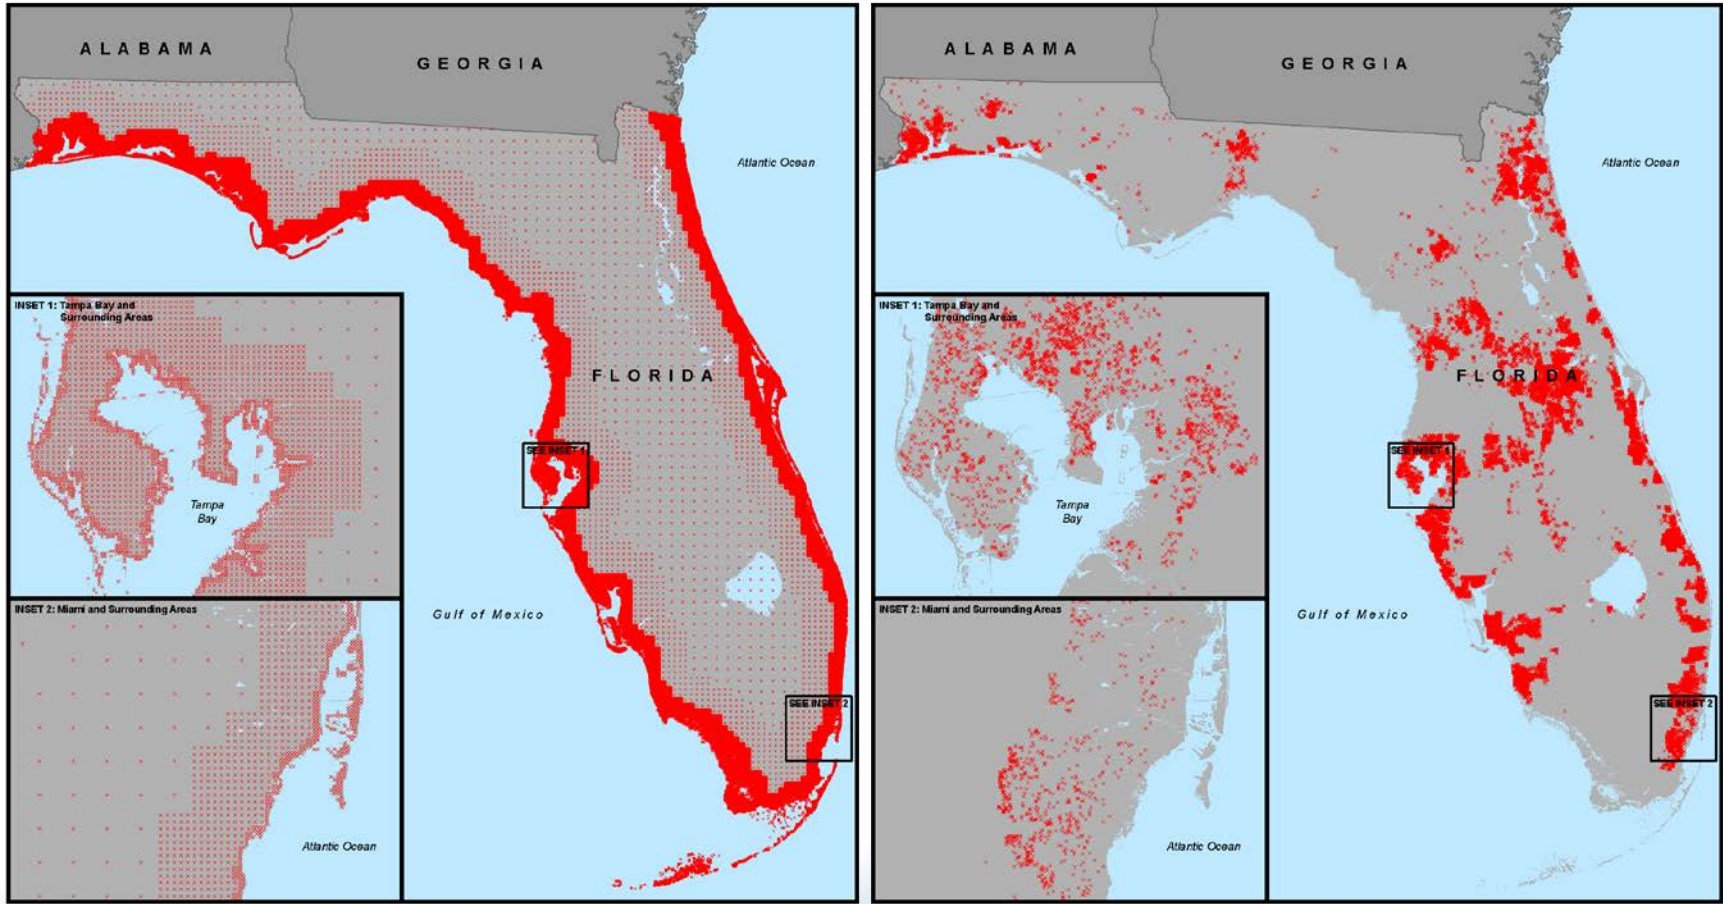 ALABAMA
GEORGIA
Atlantic Ocean
INSET 1: Tampa Bay and
Surrounding Areas
FLORIDA
SEE INSET 1
Tampa
Bay
INSET 2: Miami and Surrounding Areas
Gulf of Mexico
SEE INSET 2
Atlantic Ocean
ALABAMA
GEORGIA
Atlantic Ocean
INSET 1: Tampa Bay and
Surrounding Areas
FLORIDA
SEE INSET 1
Tampa
Bay
INSET 2: Miami and Surrounding Areas
Gulf of Mexico
SEE INSET 2
Atlantic Ocean